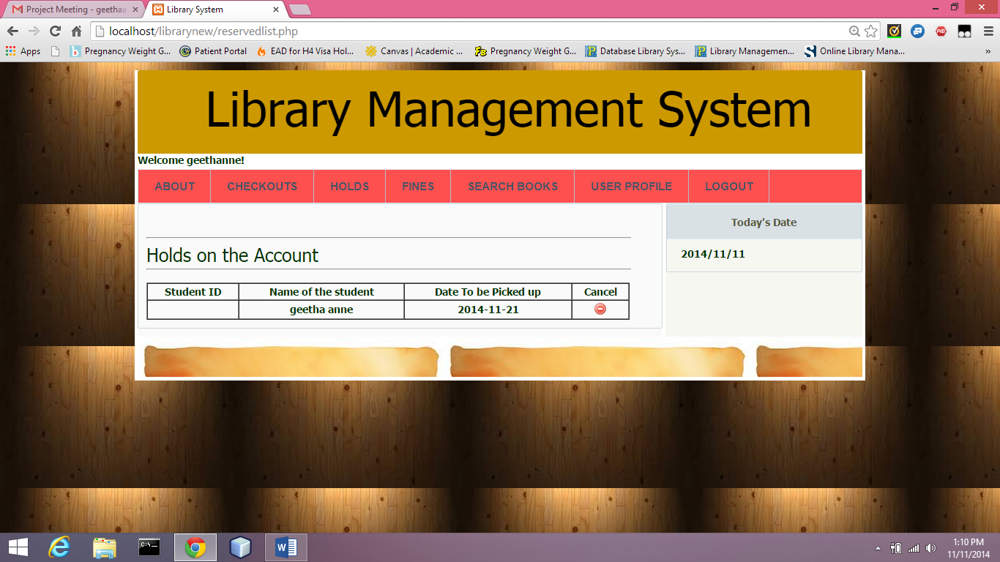 Project Meeting - geethaa
Library System
localhost/librarynew/reservedlist.php
Apps
Pregnancy Weight G...
Patient Portal
EAD for H4 Visa Hol...
Canvas | Academic ...
Pregnancy Weight G...
Database Library Sys...
Library Managemen...
Online Library Mana...
»
Library Management System
Welcome geethanne!
ABOUT CHECKOUTS HOLDS FINES SEARCH BOOKS USER PROFILE LOGOUT
Today's Date
2014/11/11
Holds on the Account
Student ID Name of the student Date To be Picked up Cancel
geetha anne 2014-11-21
1:10 PM
11/11/2014